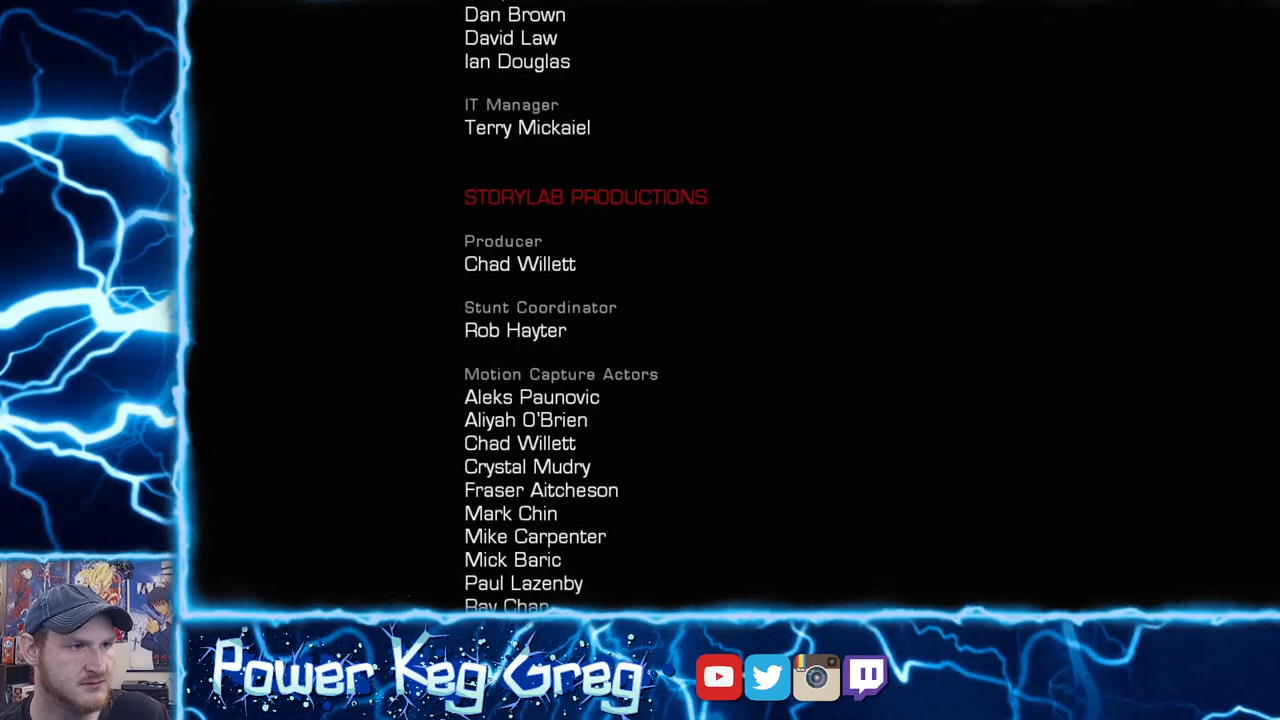 Dan Brown
David Law
Ian Douglas
IT Manager
Terry Mickaiel
STORYLAB PRODUCTIONS
Producer
Chad Willett
Stunt Coordinator
Rob Hayter
Motion Capture Actors
Aleks Paunovic
Aliyah O'Brien
Chad Willett
Crystal Mudry
Fraser Aitcheson
Mark Chin
Mike Carpenter
Mick Baric
Paul Lazenby
Ray Chan
Power Keg Greg